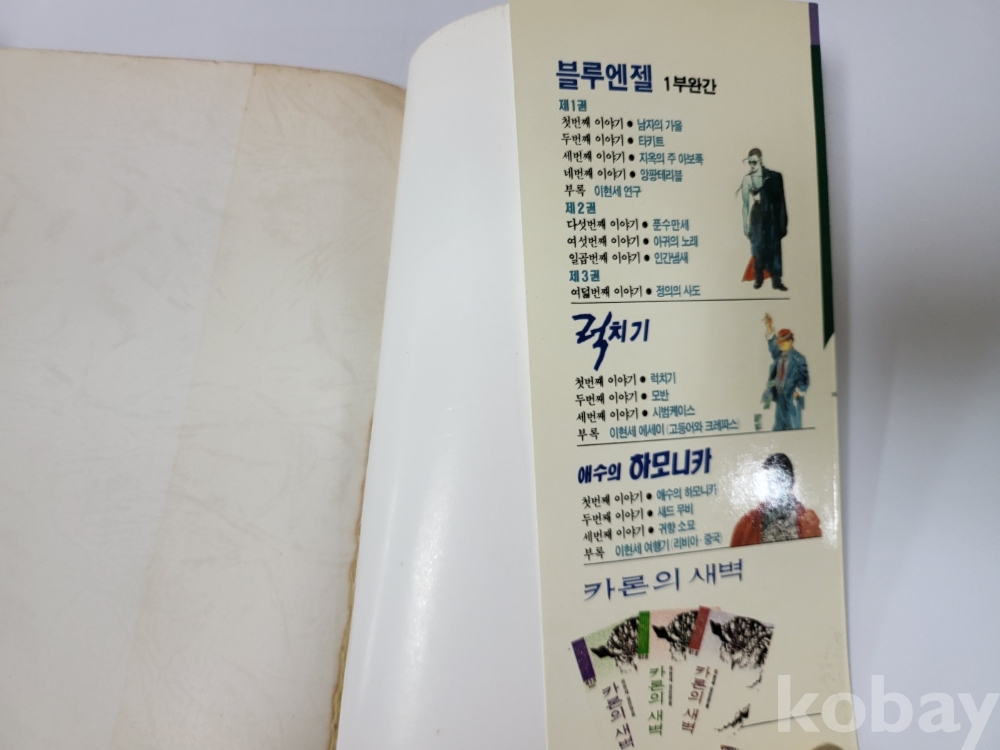 블루엔젤 1부완간
제1권
첫번째 이야기 ● 남자의 가을
두번째 이야기 ● 타키트
세번째 이야기 ● 지옥의 주 아보폭
네번째 이야기 ● 앙팡테리블
부록 이현세 연구
제2권
다섯번째 이야기 ● 푼수만세
여섯번째 이야기 ● 아귀의 노래
일곱번째 이야기 ● 인간냄새
제3권
여덟번째 이야기 ● 정의의 사도
럭치기
첫번째 이야기 ● 럭치기
두번째 이야기 ● 모반
세번째 이야기 ● 시범케이스
부록 이현세 에세이 (고등어와 크레파스)
애수의 하모니카
첫번째 이야기 ● 애수의 하모니카
두번째 이야기 ● 새드 무비
세번째 이야기 ● 귀향 소묘
부록 이현세 여행기 (리비아·중국)
카론의 새벽
카론의 새벽
카론의 새벽
카론의 새벽
kobay